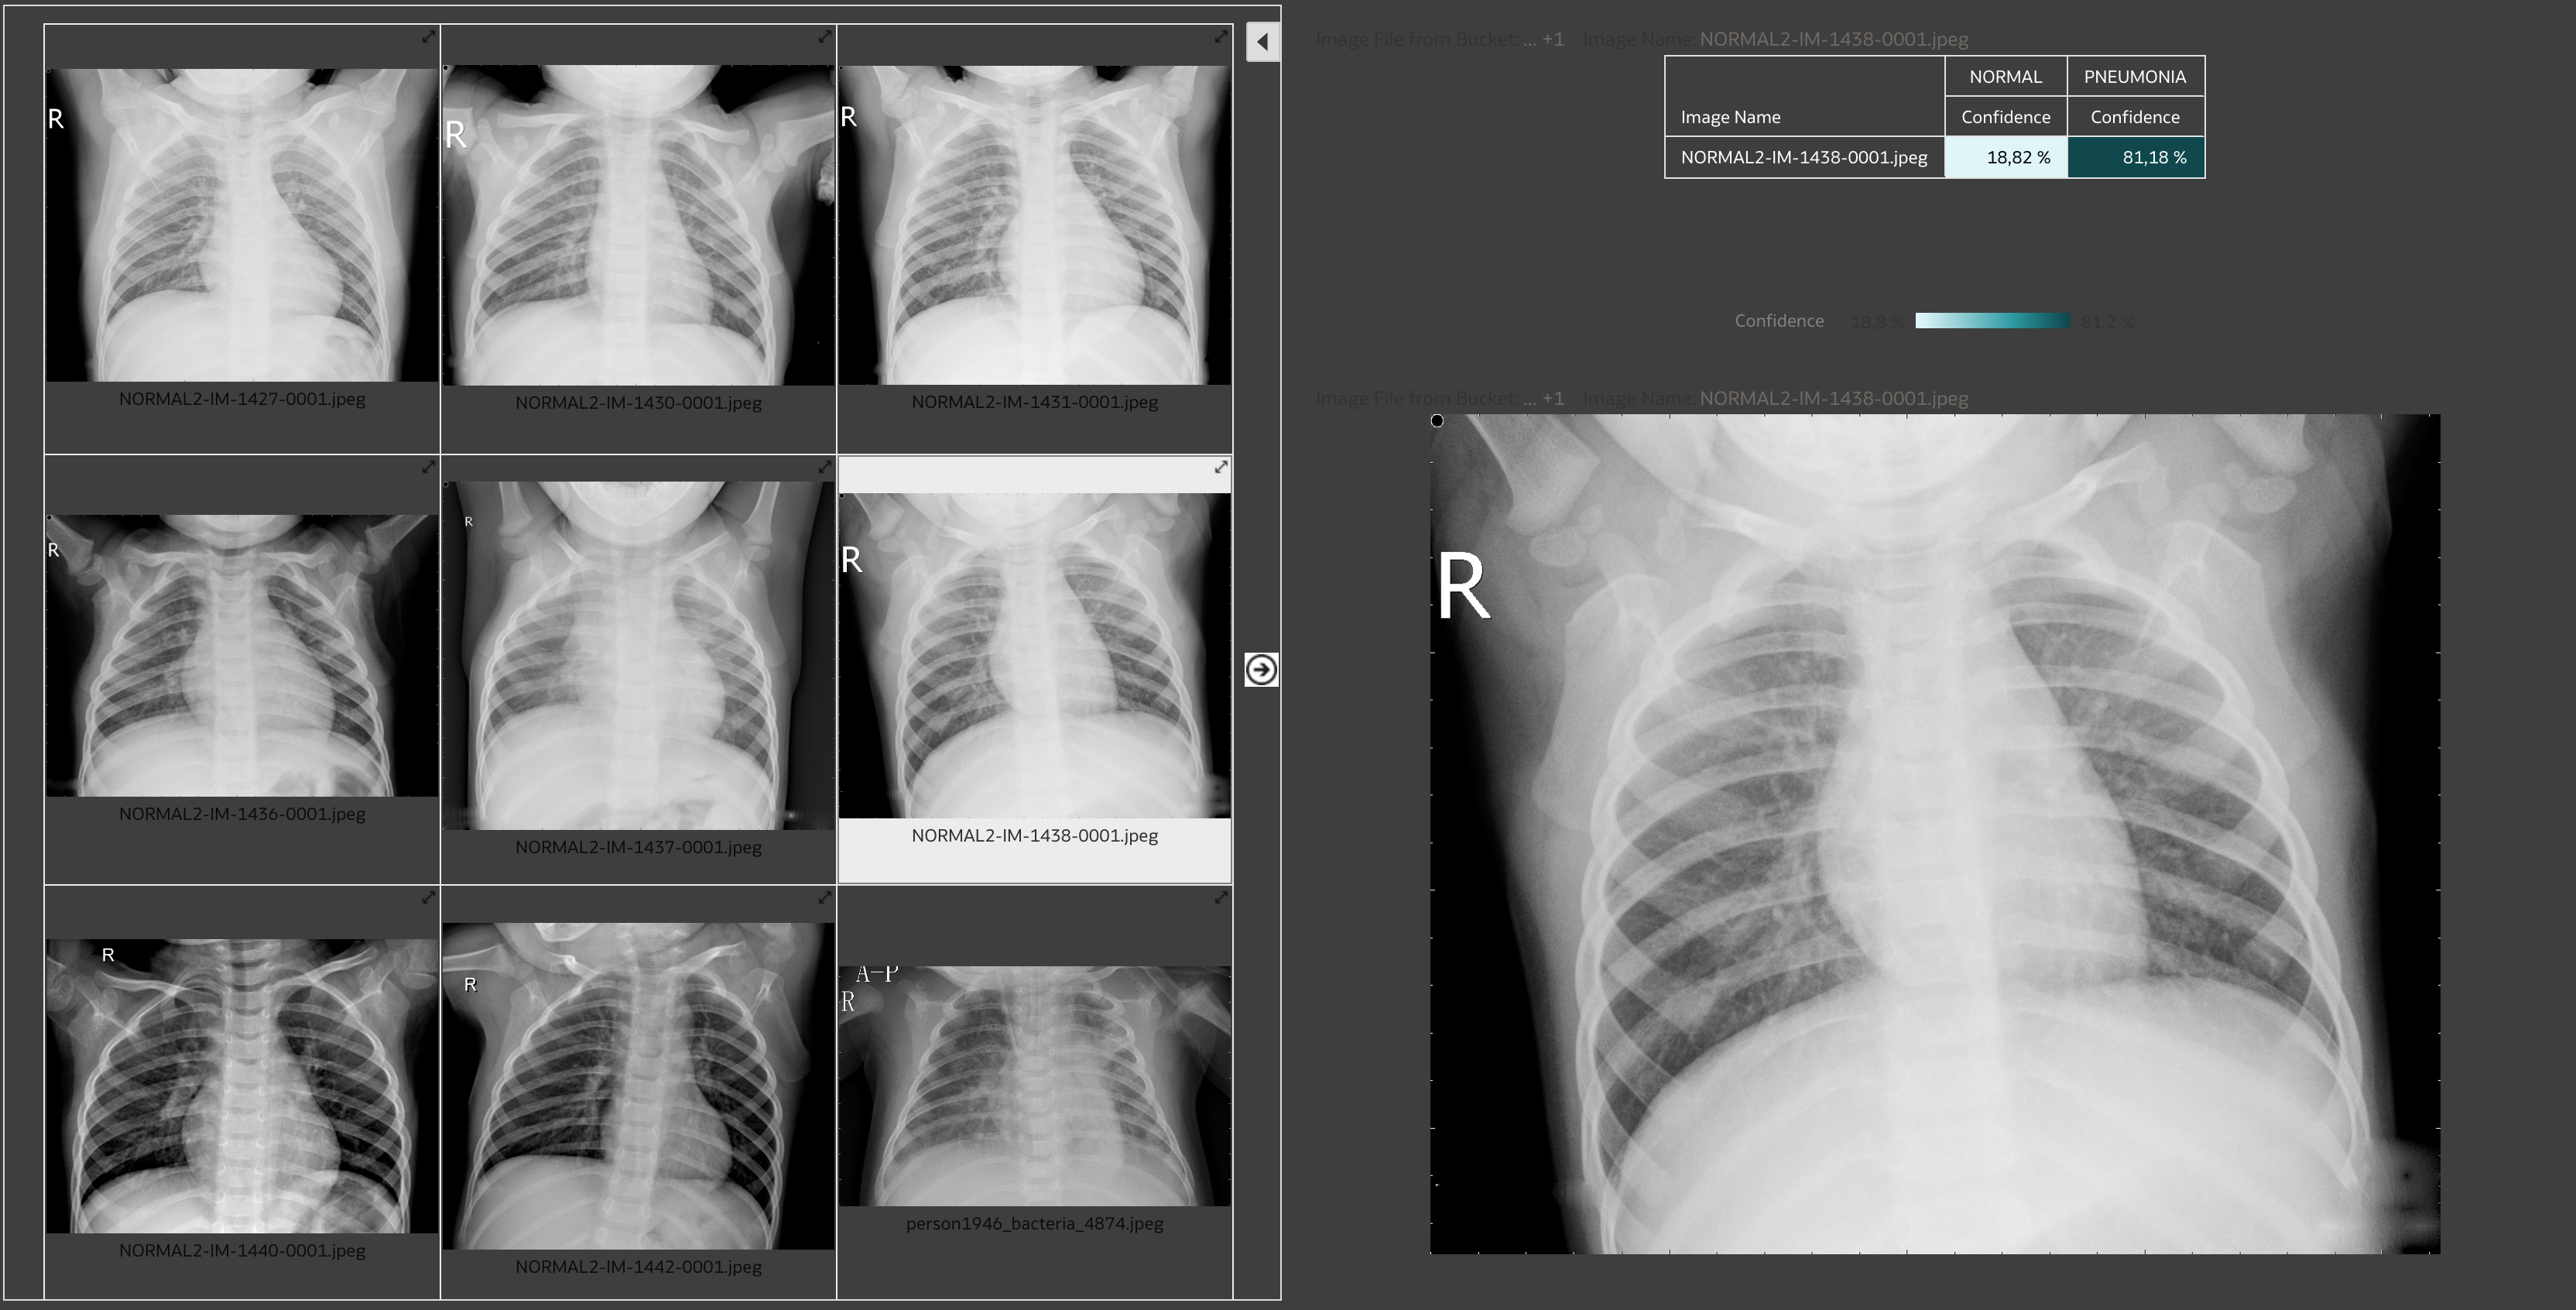 R
R
R
NORMAL2-IM-1427-0001.jpeg
NORMAL2-IM-1430-0001.jpeg
NORMAL2-IM-1431-0001.jpeg
R
R
R
NORMAL2-IM-1436-0001.jpeg
NORMAL2-IM-1437-0001.jpeg
NORMAL2-IM-1438-0001.jpeg
R
R
A-P
R
NORMAL2-IM-1440-0001.jpeg
NORMAL2-IM-1442-0001.jpeg
person1946_bacteria_4874.jpeg
Image File from Bucket: ... +1 Image Name: NORMAL2-IM-1438-0001.jpeg
NORMAL PNEUMONIA
Image Name Confidence Confidence
NORMAL2-IM-1438-0001.jpeg 18,82 % 81,18 %
Confidence 18,8 % 81,2 %
Image File from Bucket: ... +1 Image Name: NORMAL2-IM-1438-0001.jpeg
R